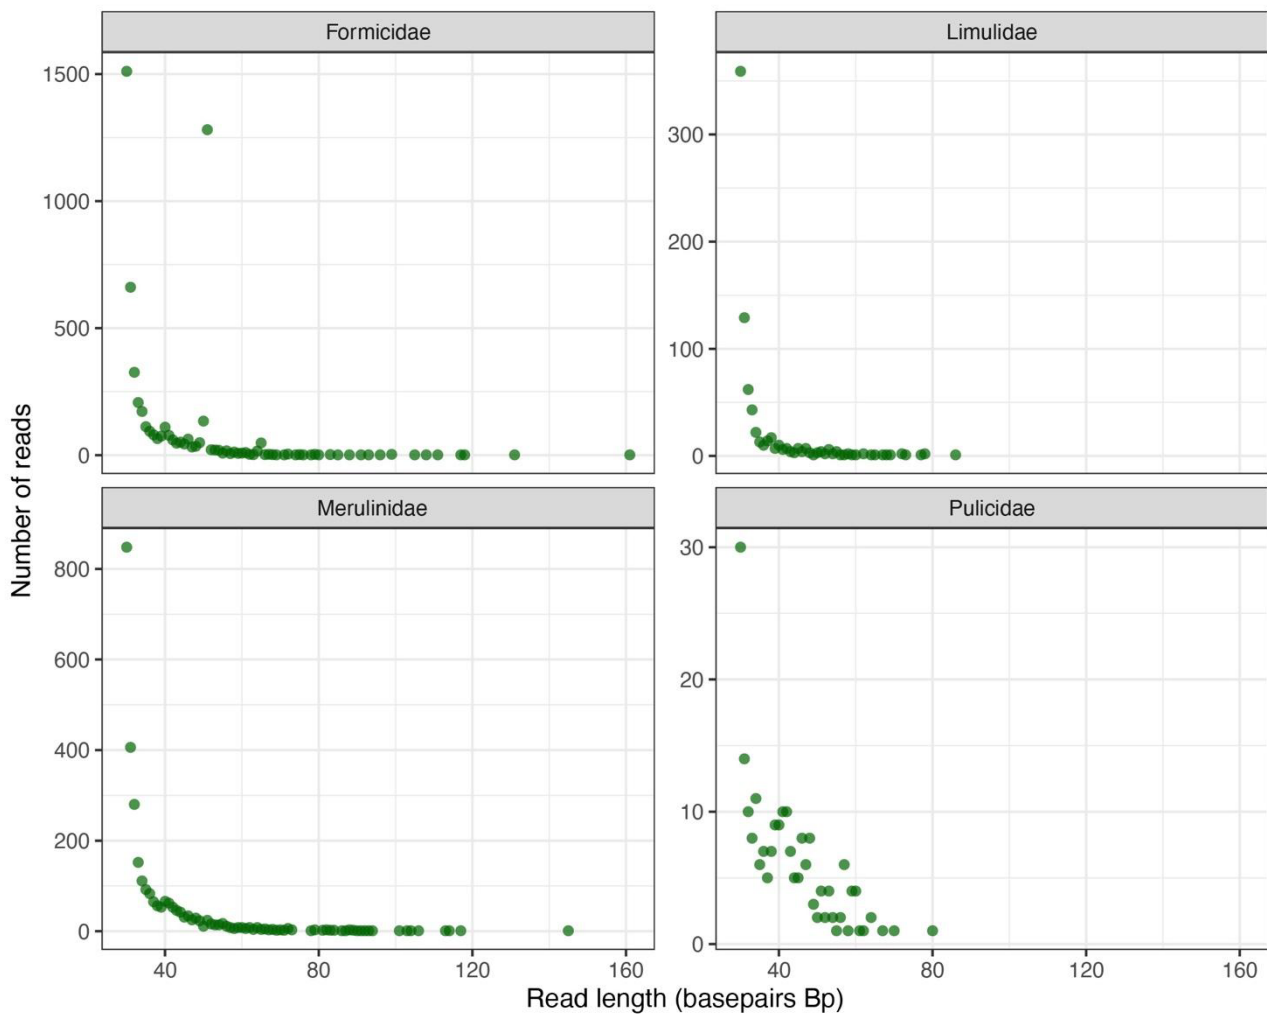 Formicidae
Limulidae
1500
1000
500
0
300
200
100
0
Merulinidae
Pulicidae
800
600
400
200
0
30
20
10
0
40 80 120 160
40 80 120 160
Number of reads
Read length (basepairs Bp)